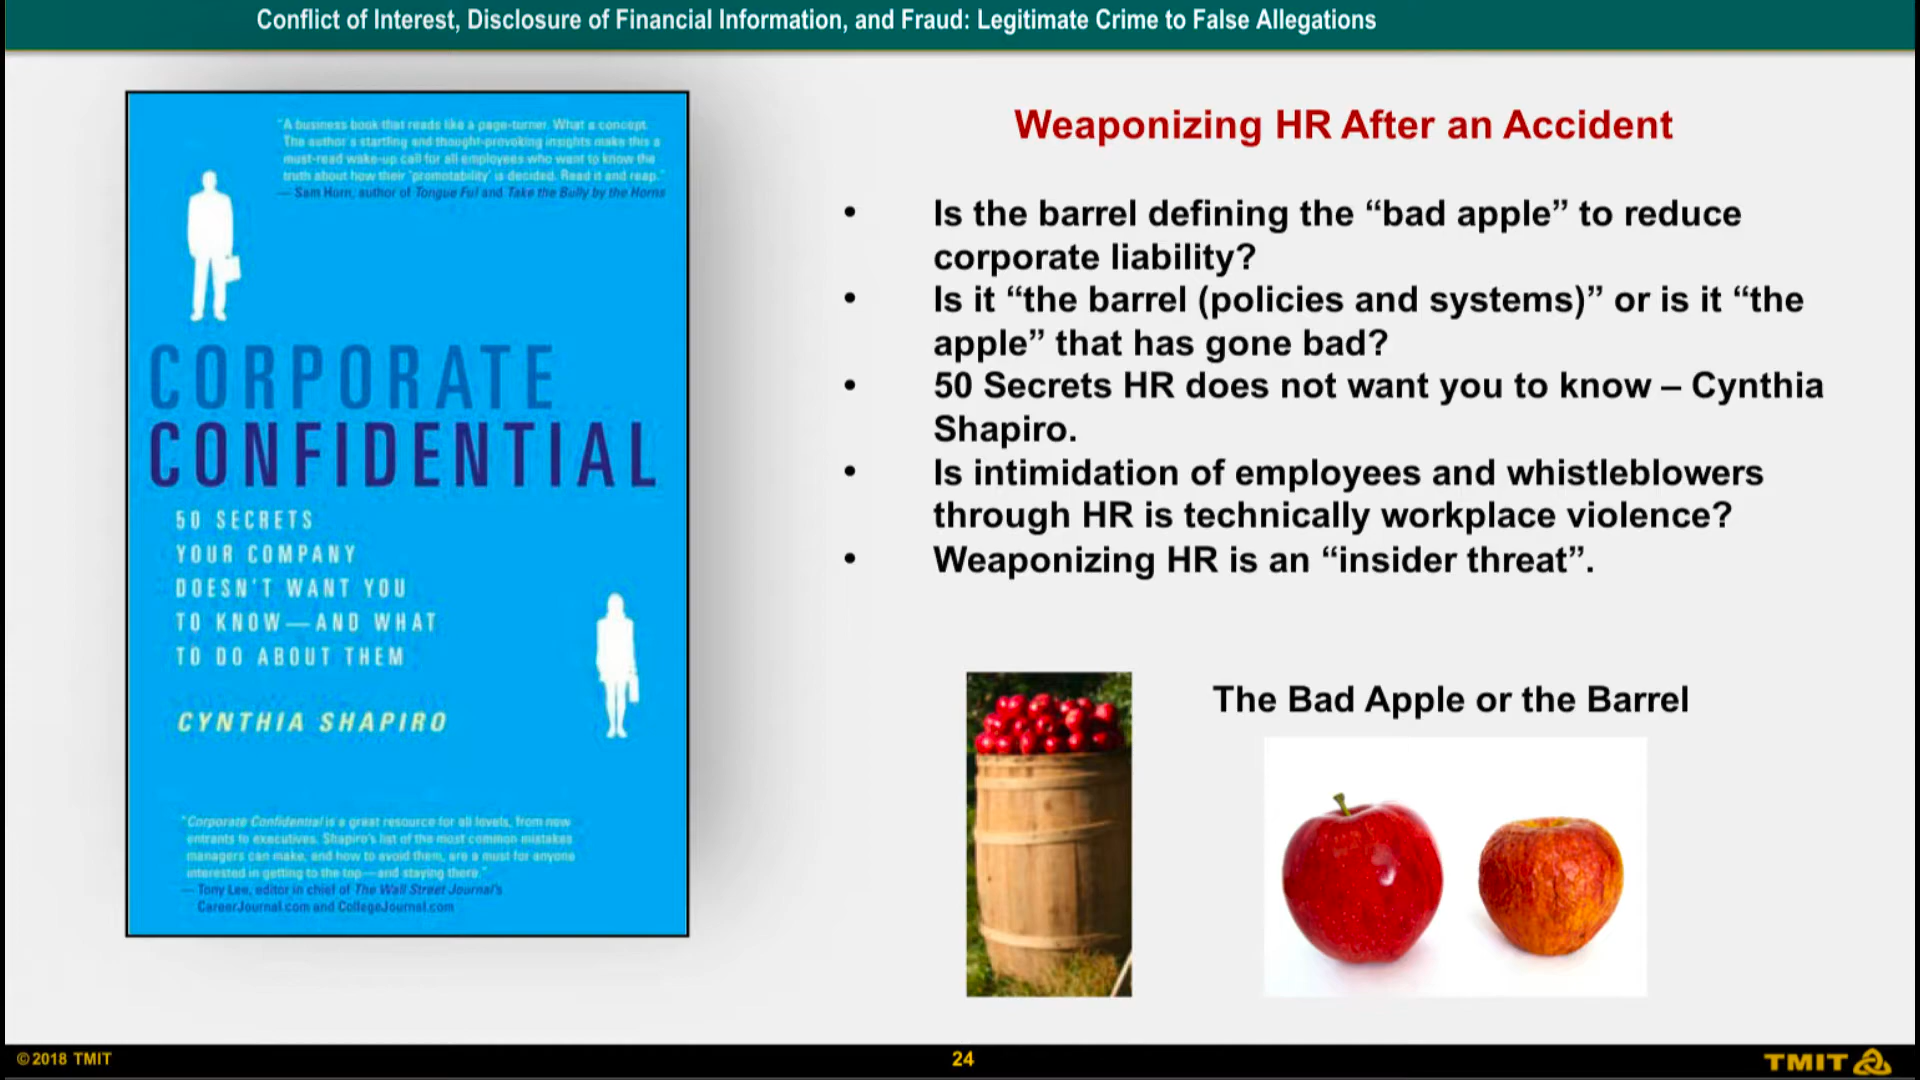 Conflict of Interest, Disclosure of Financial Information, and Fraud: Legitimate Crime to False Allegations
"A business book that reads like a page-turner. What a concept.
The author's startling and thought-provoking insights make this a
must-read wake-up call for all employees who want to know the
truth about how their 'promotability' is decided. Read it and reap."
— Sam Horn, author of Tongue Fu! and Take the Bully by the Horns
CORPORATE
CONFIDENTIAL
50 SECRETS
YOUR COMPANY
DOESN'T WANT YOU
TO KNOW—AND WHAT
TO DO ABOUT THEM
CYNTHIA SHAPIRO
"Corporate Confidential is a great resource for all levels, from new
entrants to executives. Shapiro's list of the most common mistakes
managers can make, and how to avoid them, are a must for anyone
interested in getting to the top—and staying there."
— Tony Lee, editor in chief of The Wall Street Journal's
CareerJournal.com and CollegeJournal.com
Weaponizing HR After an Accident
• Is the barrel defining the “bad apple” to reduce
corporate liability?
• Is it “the barrel (policies and systems)” or is it “the
apple” that has gone bad?
• 50 Secrets HR does not want you to know – Cynthia
Shapiro.
• Is intimidation of employees and whistleblowers
through HR is technically workplace violence?
• Weaponizing HR is an “insider threat”.
The Bad Apple or the Barrel
© 2018 TMIT
24
TMIT